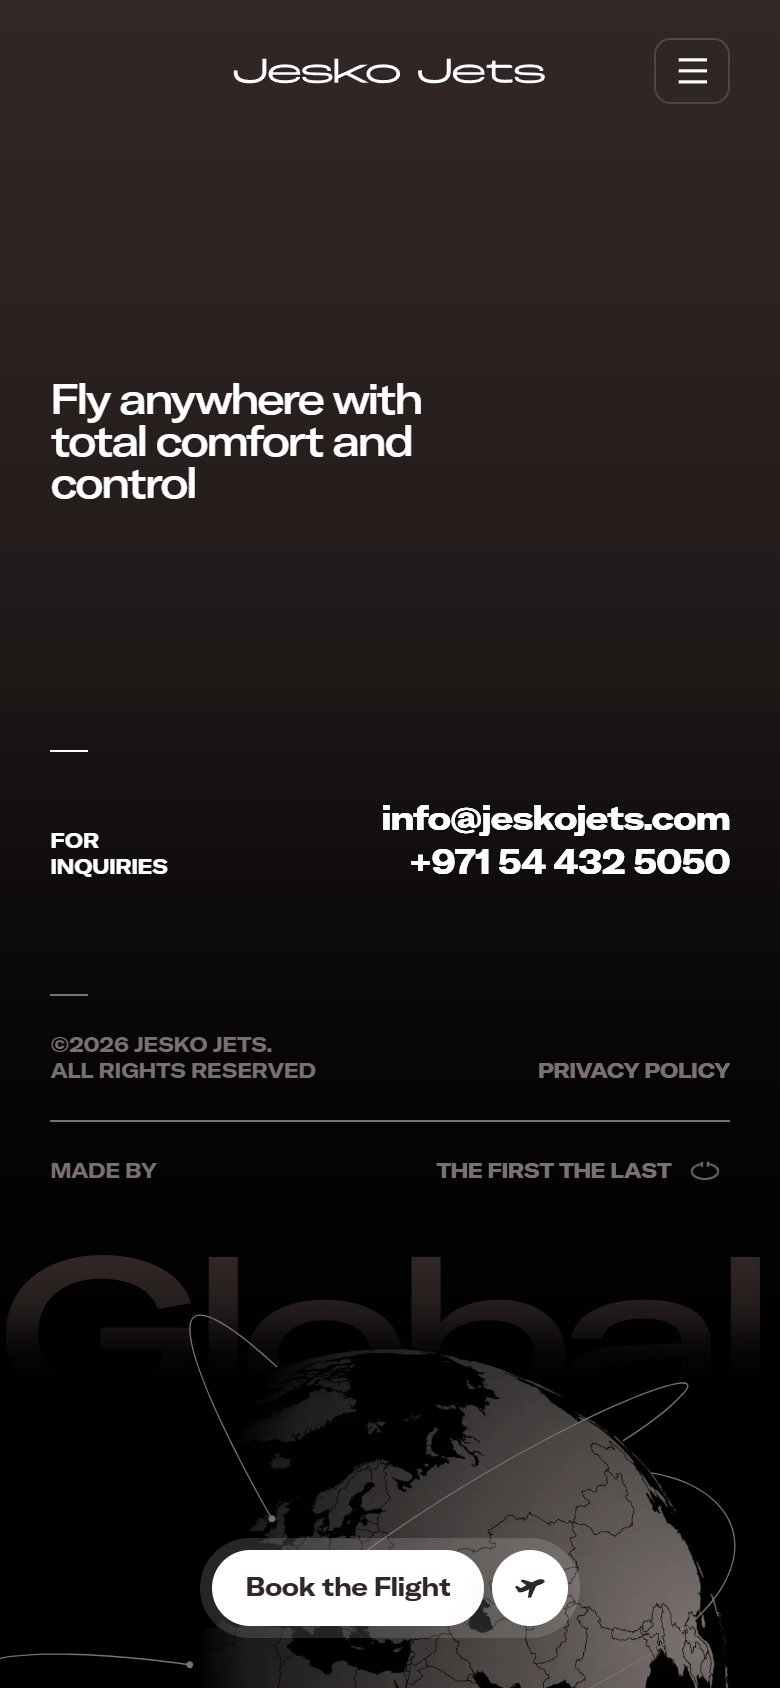 Jesko Jets
Fly anywhere with
total comfort and
control
FOR
INQUIRIES
info@jeskojets.com
+971 54 432 5050
©2026 JESKO JETS.
ALL RIGHTS RESERVED
PRIVACY POLICY
MADE BY
THE FIRST THE LAST
Global
Book the Flight